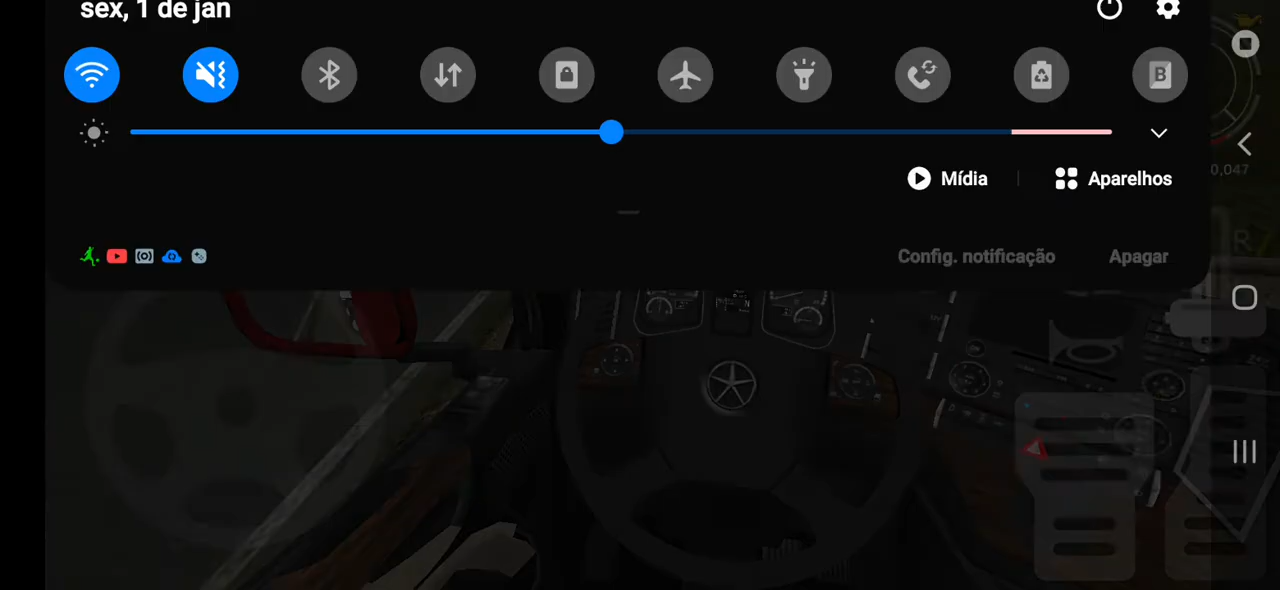 sex, 1 de jan
B
Mídia
Aparelhos
Config. notificação
Apagar
0,047
R
N